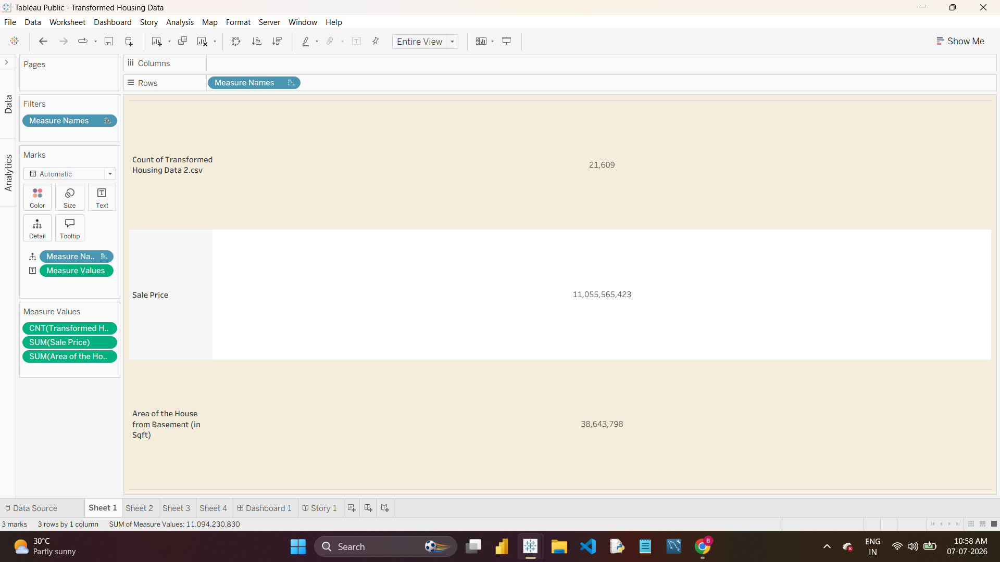 Tableau Public - Transformed Housing Data
File Data Worksheet Dashboard Story Analysis Map Format Server Window Help
Entire View
Show Me
Pages
Columns
Rows
Measure Names
Data
Analytics
Filters
Measure Names
Marks
Automatic
Color Size Text
Detail Tooltip
Measure Na..
Measure Values
Measure Values
CNT(Transformed H..
SUM(Sale Price)
SUM(Area of the Ho..
Count of Transformed
Housing Data 2.csv
21,609
Sale Price
11,055,565,423
Area of the House
from Basement (in
Sqft)
38,643,798
Data Source Sheet 1 Sheet 2 Sheet 3 Sheet 4 Dashboard 1 Story 1
3 marks 3 rows by 1 column SUM of Measure Values: 11,094,230,830
30°C
Partly sunny
Search
B
ENG
IN
10:58 AM
07-07-2026